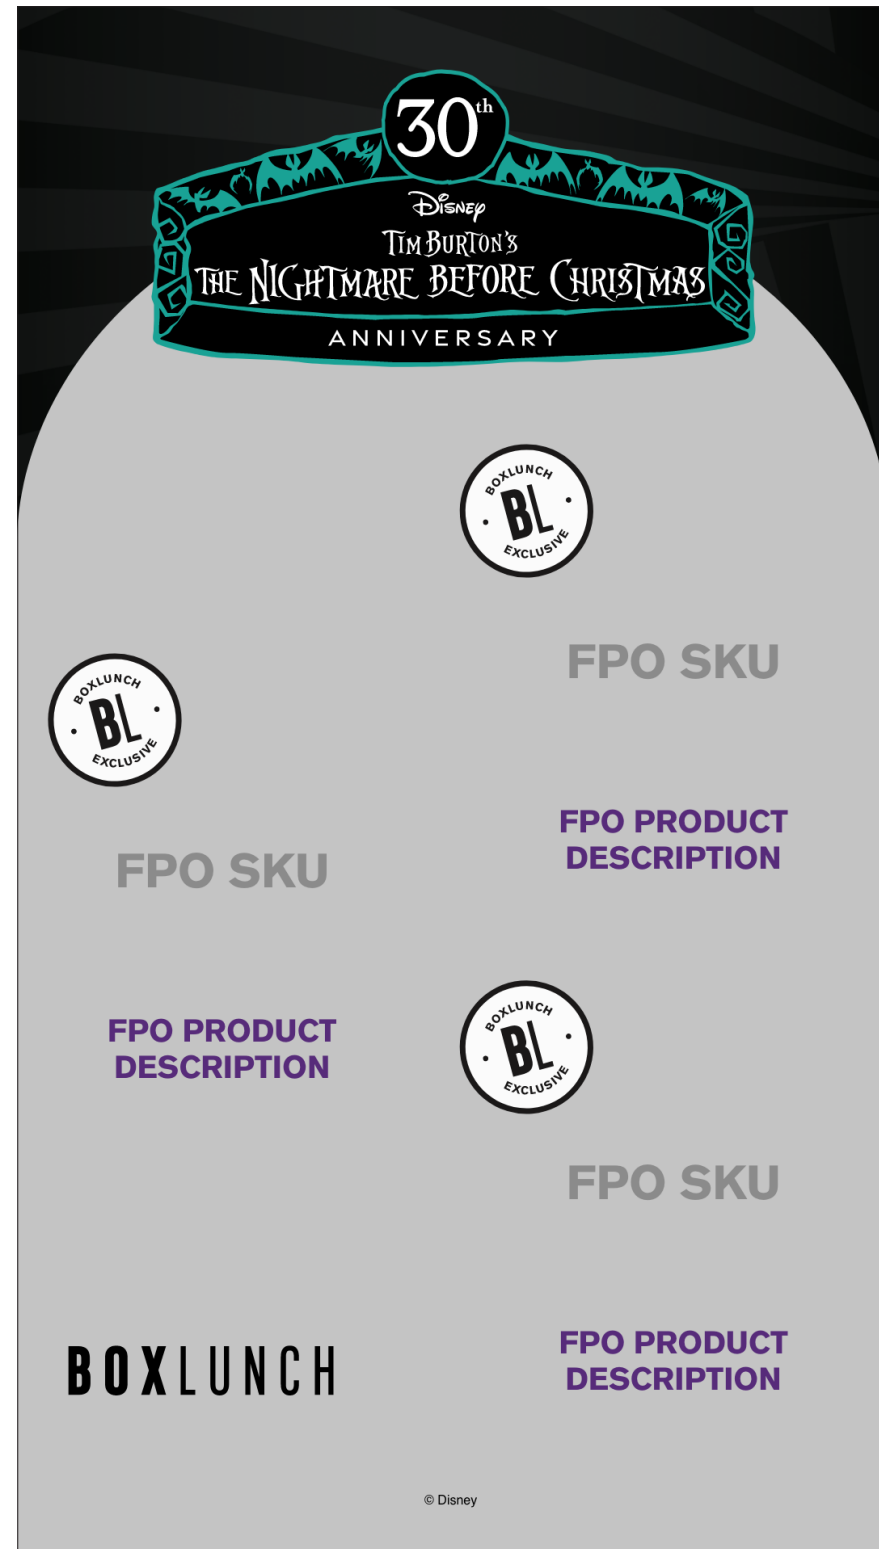 30th
Disney
TIM BURTON'S
THE NIGHTMARE BEFORE CHRISTMAS
ANNIVERSARY
BOXLUNCH
BL
EXCLUSIVE
FPO SKU
FPO PRODUCT
DESCRIPTION
BOXLUNCH
BL
EXCLUSIVE
FPO SKU
FPO PRODUCT
DESCRIPTION
BOXLUNCH
BL
EXCLUSIVE
FPO SKU
FPO PRODUCT
DESCRIPTION
BOXLUNCH
© Disney